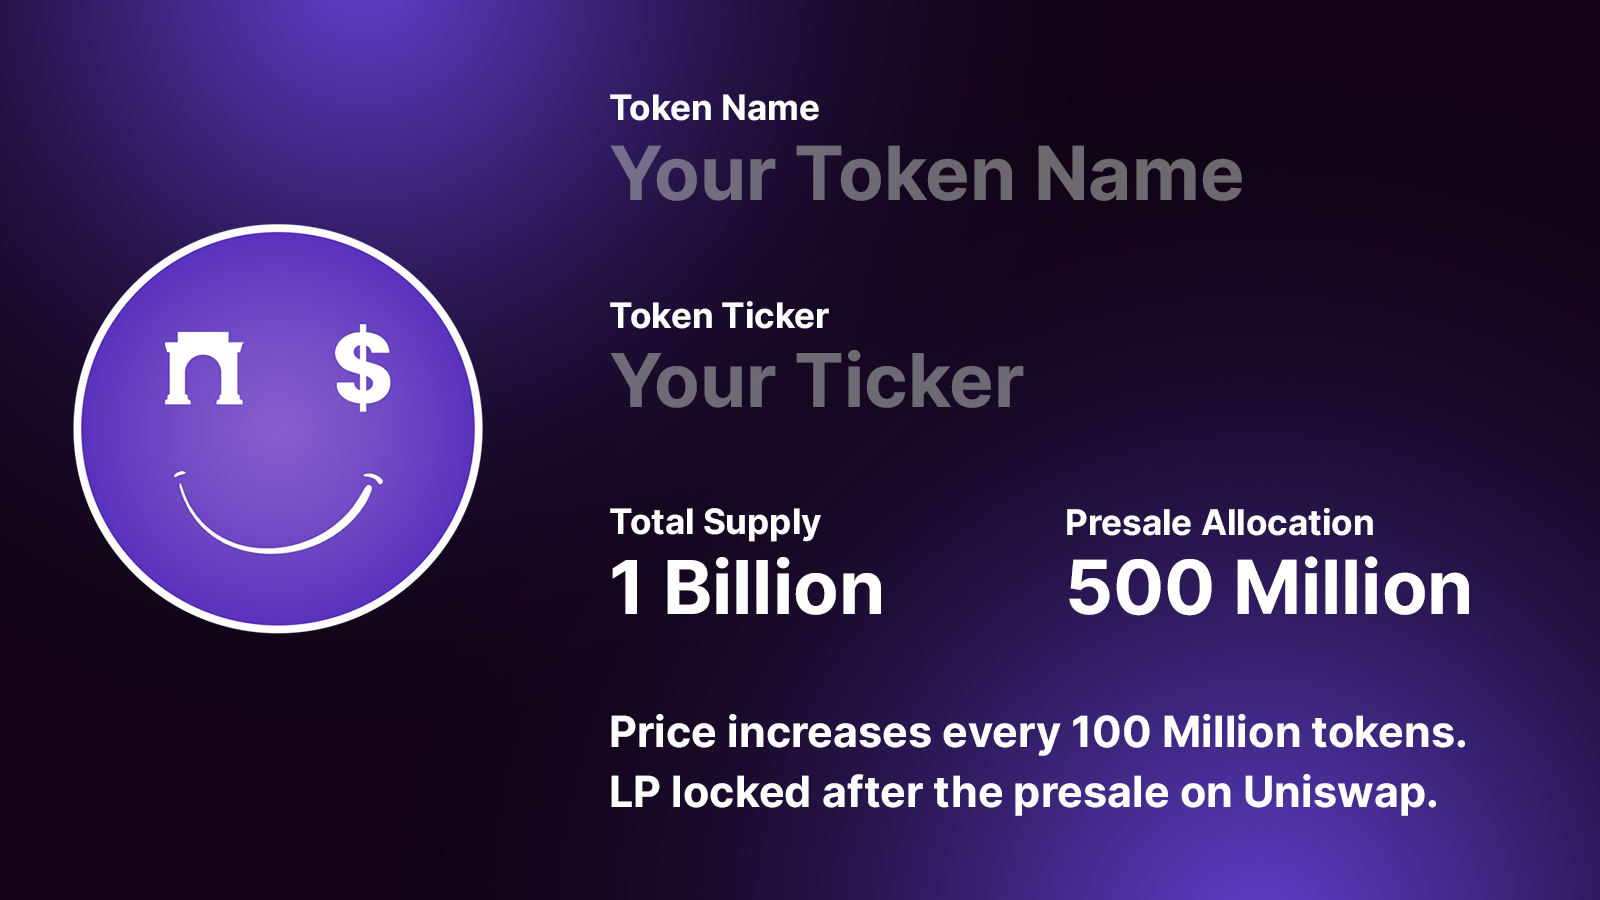 Token Name
Your Token Name
Token Ticker
Your Ticker
Total Supply
1 Billion
Presale Allocation
500 Million
Price increases every 100 Million tokens.
LP locked after the presale on Uniswap.
$